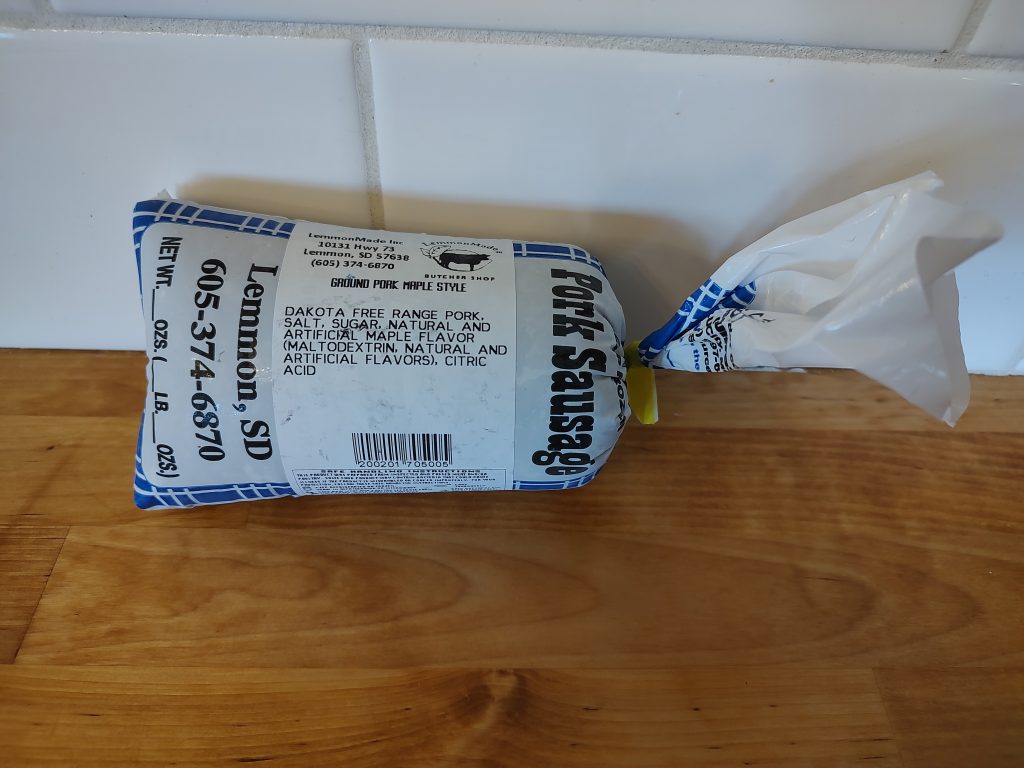 LemmonMade Inc
10131 Hwy 73
Lemmon, SD 57638
(605) 374-6870
LemmonMade
BUTCHER SHOP
GROUND PORK MAPLE STYLE
DAKOTA FREE RANGE PORK,
SALT, SUGAR, NATURAL AND
ARTIFICIAL MAPLE FLAVOR
(MALTODEXTRIN, NATURAL AND
ARTIFICIAL FLAVORS), CITRIC
ACID
200201 705005
SAFE HANDLING INSTRUCTIONS
Pork Sausage
Lemmon, SD
605-374-6870
NET WT.___OZS. (___LB.___OZS.)